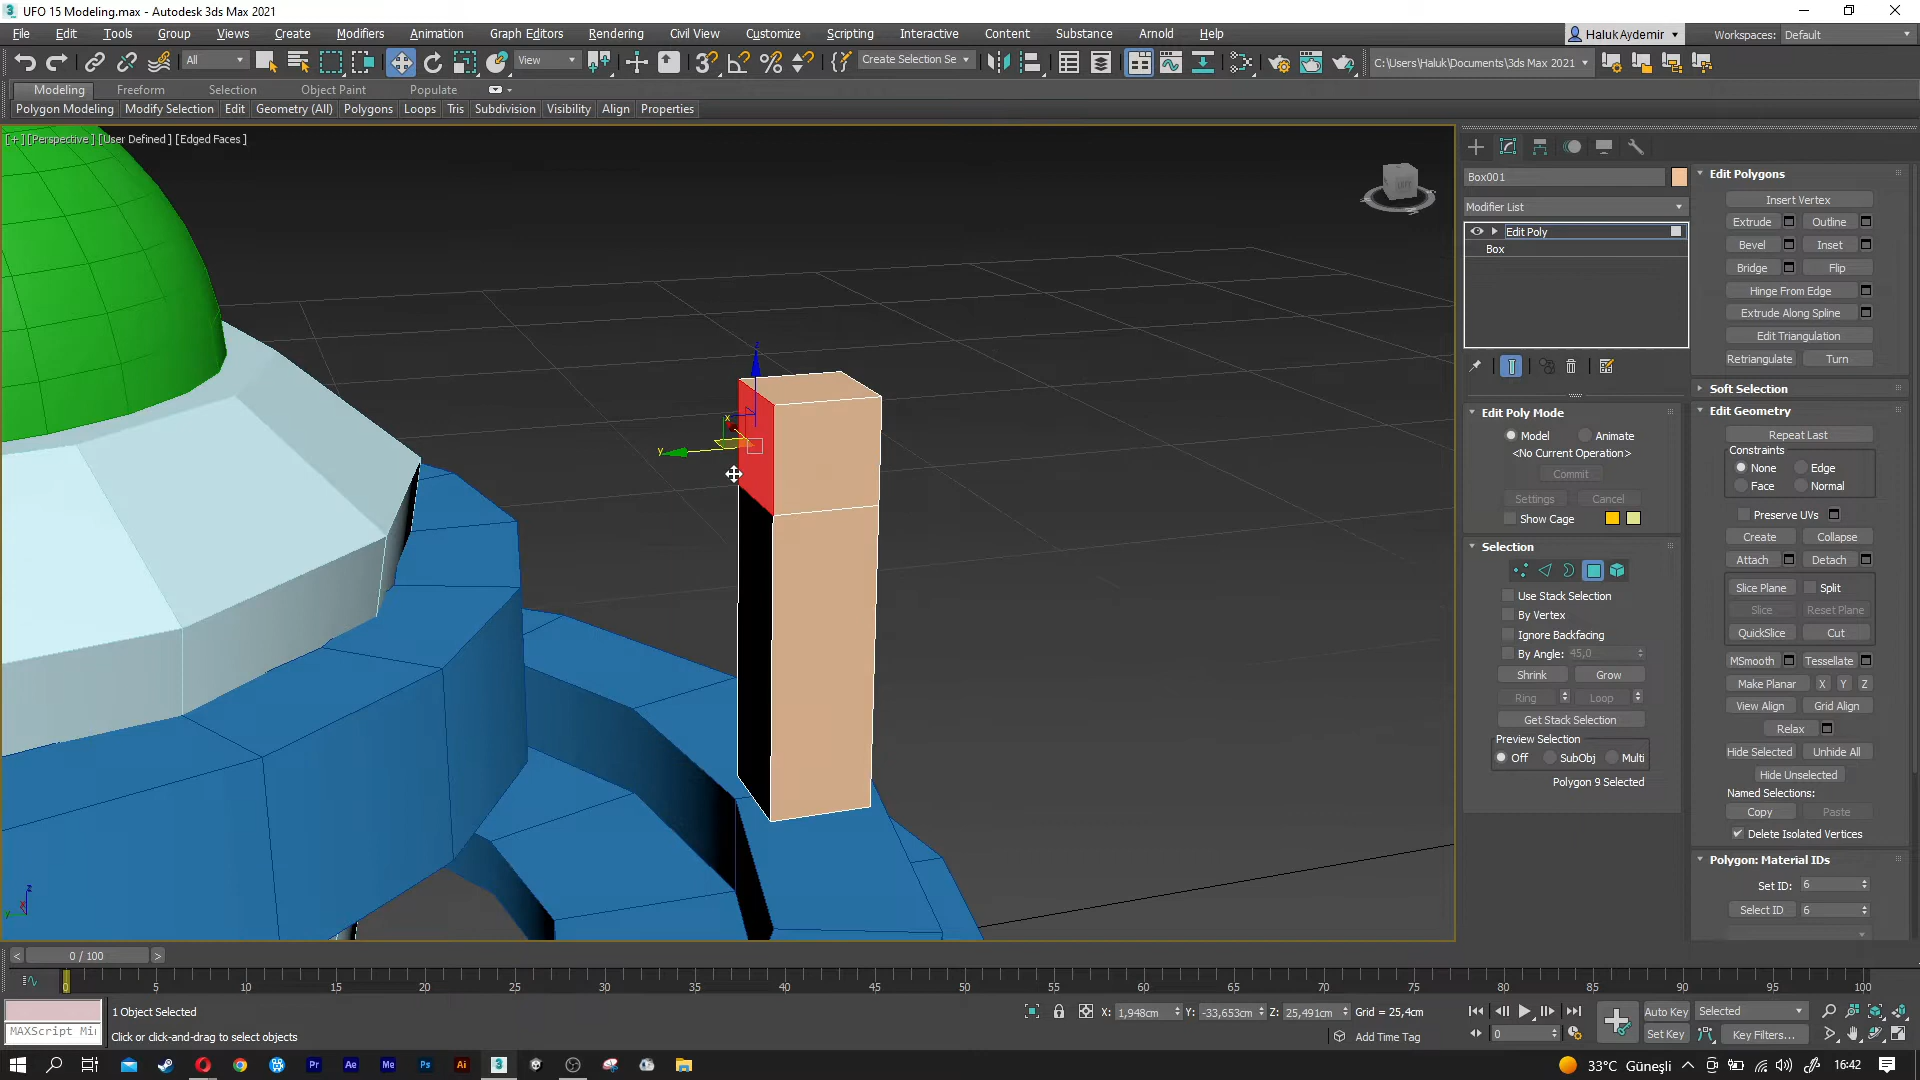 UFO 15 Modeling.max - Autodesk 3ds Max 2021
File Edit Tools Group Views Create Modifiers Animation Graph Editors Rendering Civil View Customize Scripting Interactive Content Substance Arnold Help
Haluk Aydemir Workspaces: Default
All View Create Selection Se C:\Users\Haluk\Documents\3ds Max 2021
Modeling Freeform Selection Object Paint Populate
Polygon Modeling Modify Selection Edit Geometry (All) Polygons Loops Tris Subdivision Visibility Align Properties
[+] [Perspective] [User Defined] [Edged Faces]
z
x
y
z
x
y
Box001
Modifier List
Edit Poly
Box
Edit Poly Mode
Model Animate
<No Current Operation>
Commit
Settings Cancel
Show Cage
Selection
Use Stack Selection
By Vertex
Ignore Backfacing
By Angle: 45,0
Shrink Grow
Ring Loop
Get Stack Selection
Preview Selection
Off SubObj Multi
Polygon 9 Selected
Edit Polygons
Insert Vertex
Extrude Outline
Bevel Inset
Bridge Flip
Hinge From Edge
Extrude Along Spline
Edit Triangulation
Retriangulate Turn
Soft Selection
Edit Geometry
Repeat Last
Constraints
None Edge
Face Normal
Preserve UVs
Create Collapse
Attach Detach
Slice Plane Split
Slice Reset Plane
QuickSlice Cut
MSmooth Tessellate
Make Planar X Y Z
View Align Grid Align
Relax
Hide Selected Unhide All
Hide Unselected
Named Selections:
Copy Paste
Delete Isolated Vertices
Polygon: Material IDs
Set ID: 6
Select ID 6
< 0 / 100 >
0 5 10 15 20 25 30 35 40 45 50 55 60 65 70 75 80 85 90 95 100
1 Object Selected
MAXScript Mi
Click or click-and-drag to select objects
X: 1,948cm Y: -33,653cm Z: 25,491cm Grid = 25,4cm
Add Time Tag
0
Auto Key Selected
Set Key Key Filters...
Pr Ae Me Ps Ai 3
33°C Güneşli 16:42